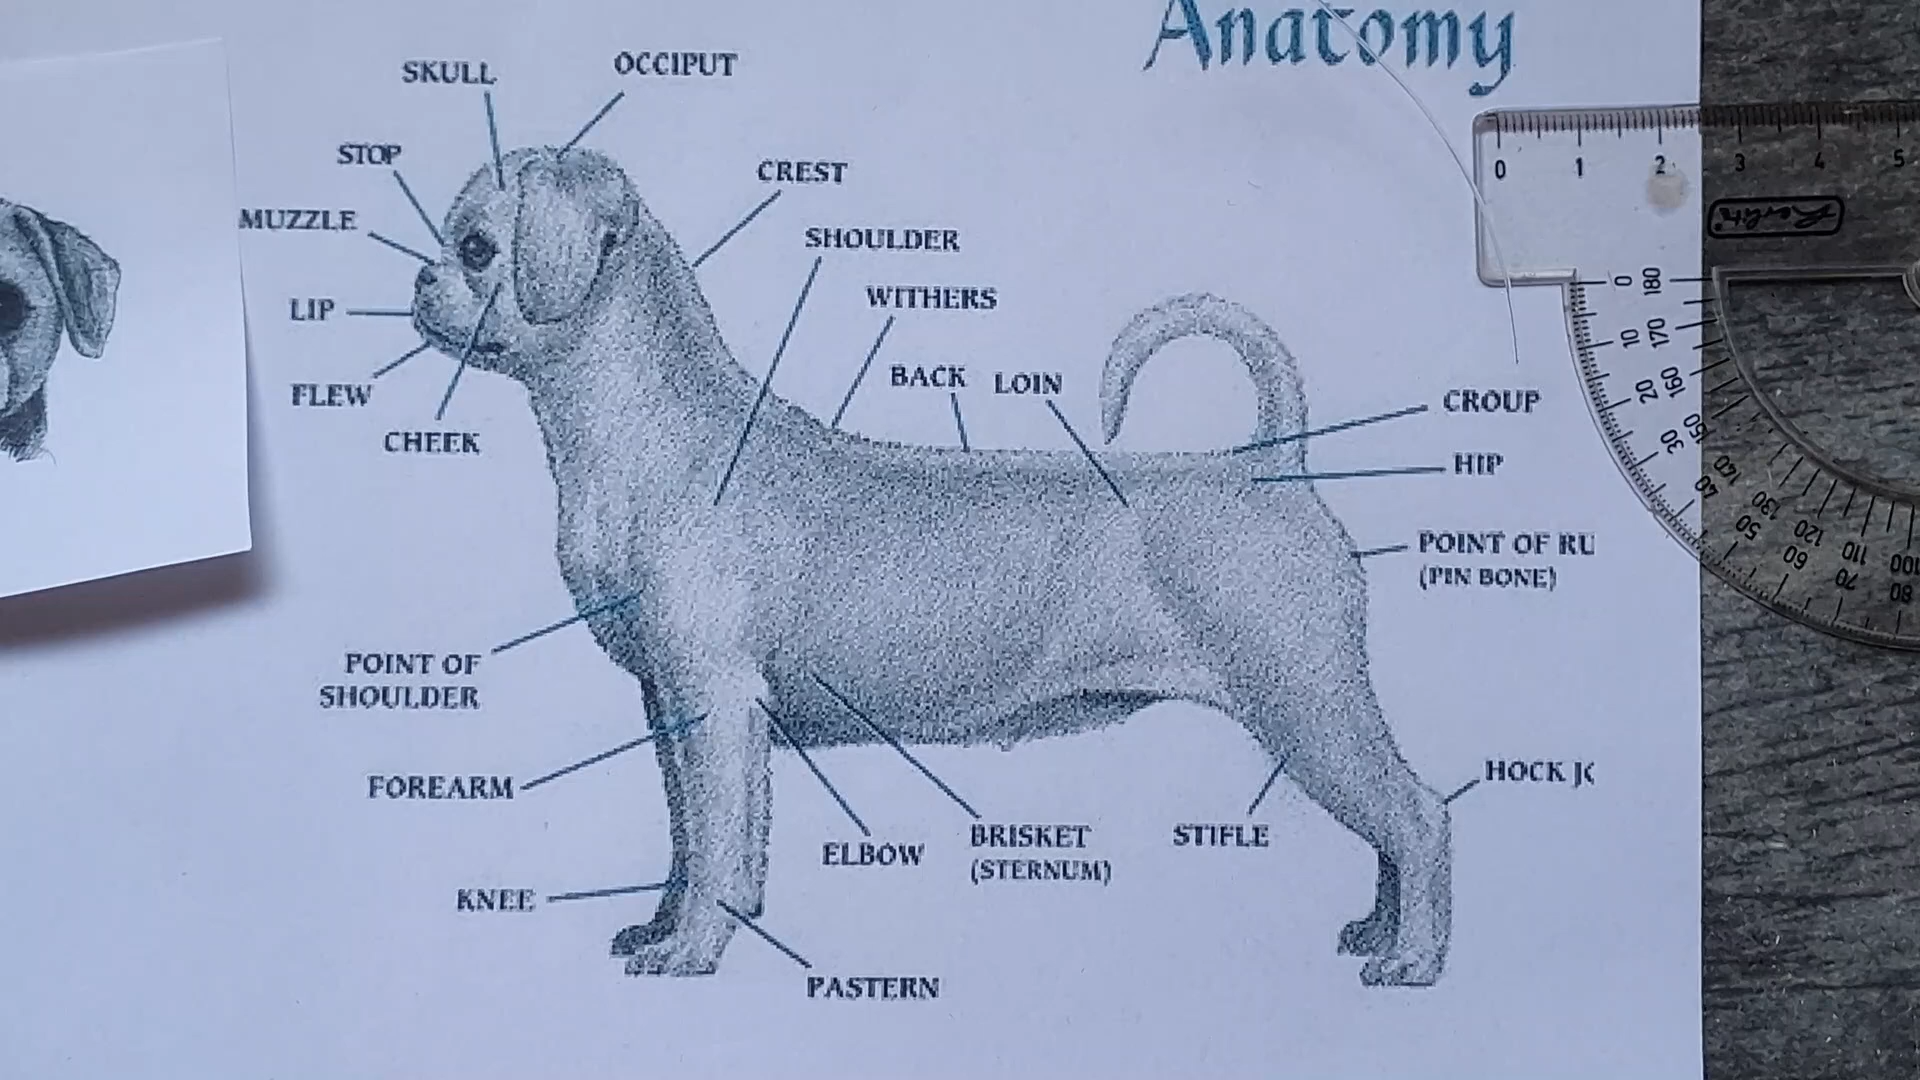 Anatomy
SKULL
OCCIPUT
STOP
CREST
MUZZLE
SHOULDER
LIP
WITHERS
BACK
LOIN
FLEW
CROUP
CHEEK
HIP
POINT OF RU
(PIN BONE)
POINT OF
SHOULDER
FOREARM
HOCK
ELBOW
BRISKET
(STERNUM)
STIFLE
KNEE
PASTERN
0 1 2 3 4 5
0 10 20 30 40 50 60 70 80
180 170 160 150 140 130 120 110 100